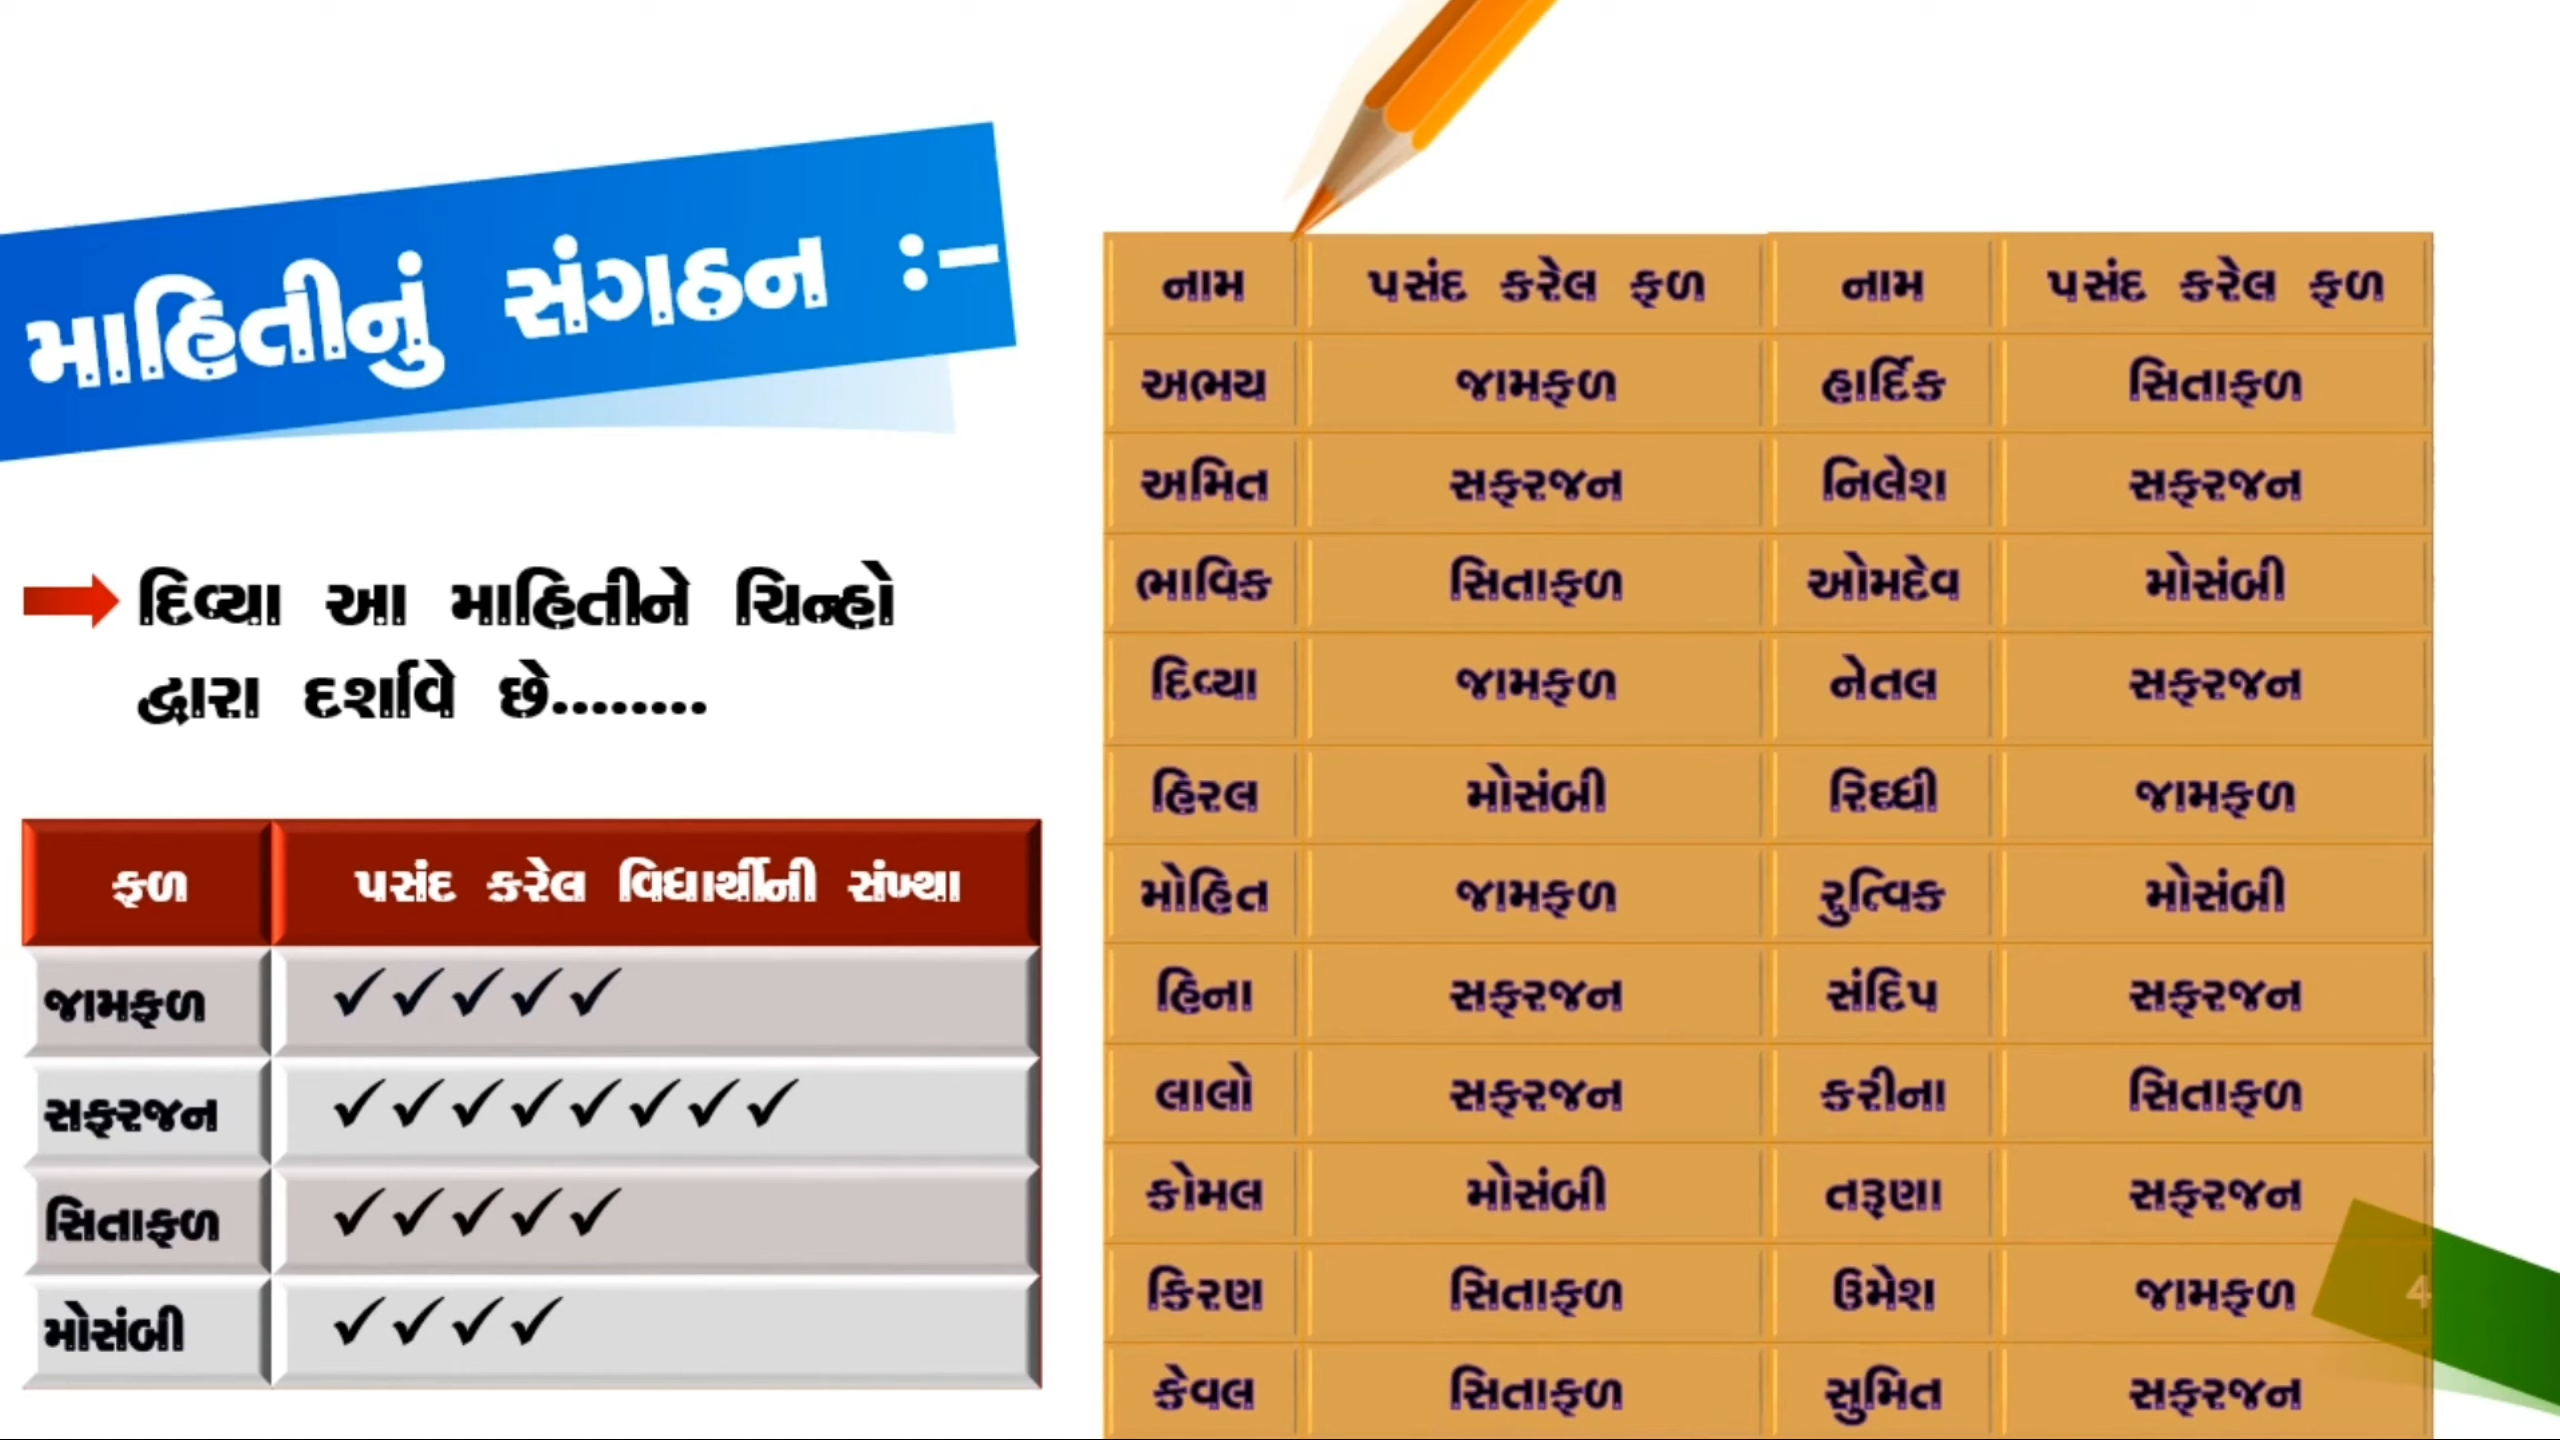 માહિતીનું સંગઠન :-
દિવ્યા આ માહિતીને ચિન્હો
દ્વારા દર્શાવે છે........
ફળ પસંદ કરેલ વિદ્યાર્થીની સંખ્યા
જામફળ ✓✓✓✓✓
સફરજન ✓✓✓✓✓✓✓✓
સિતાફળ ✓✓✓✓✓
મોસંબી ✓✓✓✓
નામ પસંદ કરેલ ફળ નામ પસંદ કરેલ ફળ
અભય જામફળ હાર્દિક સિતાફળ
અમિત સફરજન નિલેશ સફરજન
ભાવિક સિતાફળ ઓમદેવ મોસંબી
દિવ્યા જામફળ નેતલ સફરજન
હિરલ મોસંબી રિધ્ધી જામફળ
મોહિત જામફળ રુત્વિક મોસંબી
હિના સફરજન સંદિપ સફરજન
લાલો સફરજન કરીના સિતાફળ
કોમલ મોસંબી તરૂણા સફરજન
કિરણ સિતાફળ ઉમેશ જામફળ
કેવલ સિતાફળ સુમિત સફરજન
4